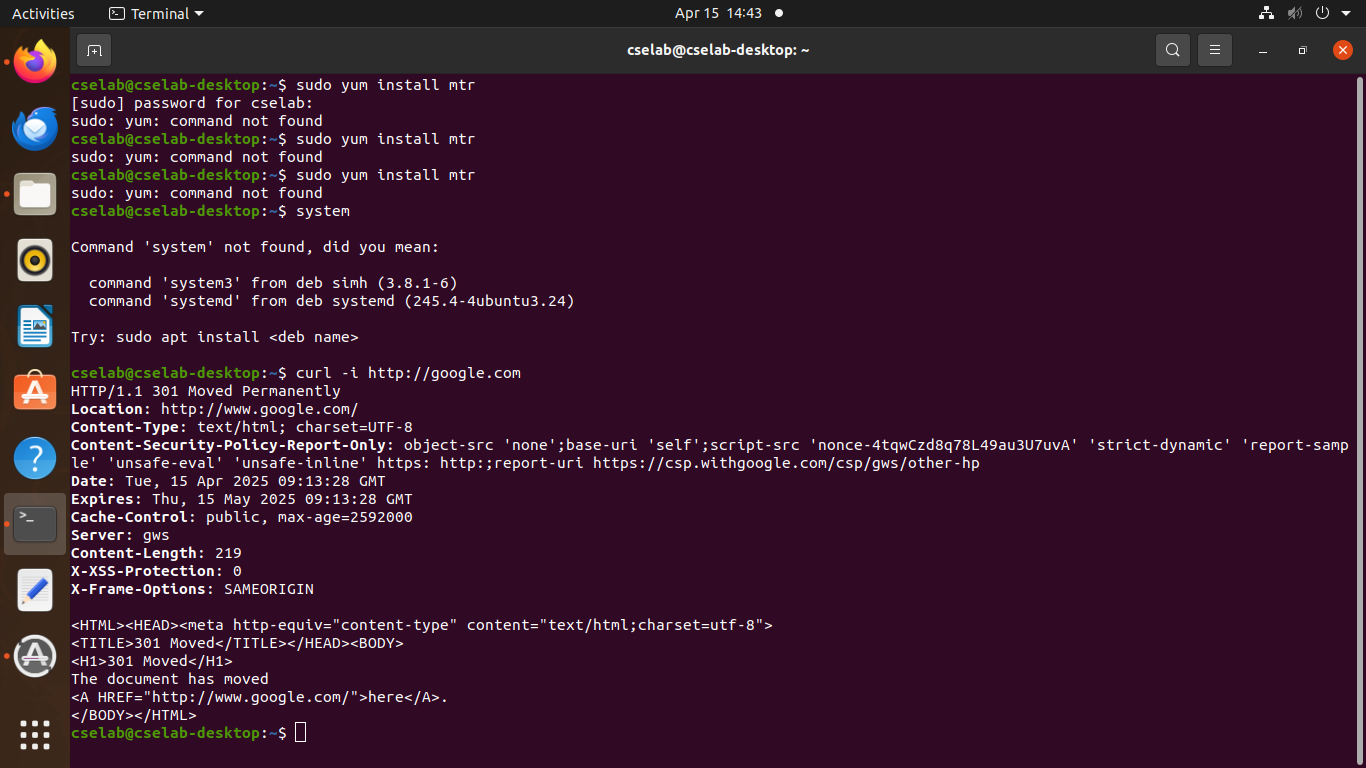 Activities
Terminal
Apr 15 14:43
cselab@cselab-desktop: ~
cselab@cselab-desktop:~$ sudo yum install mtr
[sudo] password for cselab:
sudo: yum: command not found
cselab@cselab-desktop:~$ sudo yum install mtr
sudo: yum: command not found
cselab@cselab-desktop:~$ sudo yum install mtr
sudo: yum: command not found
cselab@cselab-desktop:~$ system

Command 'system' not found, did you mean:

  command 'system3' from deb simh (3.8.1-6)
  command 'systemd' from deb systemd (245.4-4ubuntu3.24)

Try: sudo apt install <deb name>

cselab@cselab-desktop:~$ curl -i http://google.com
HTTP/1.1 301 Moved Permanently
Location: http://www.google.com/
Content-Type: text/html; charset=UTF-8
Content-Security-Policy-Report-Only: object-src 'none';base-uri 'self';script-src 'nonce-4tqwCzd8q78L49au3U7uvA' 'strict-dynamic' 'report-samp
le' 'unsafe-eval' 'unsafe-inline' https: http:;report-uri https://csp.withgoogle.com/csp/gws/other-hp
Date: Tue, 15 Apr 2025 09:13:28 GMT
Expires: Thu, 15 May 2025 09:13:28 GMT
Cache-Control: public, max-age=2592000
Server: gws
Content-Length: 219
X-XSS-Protection: 0
X-Frame-Options: SAMEORIGIN

<HTML><HEAD><meta http-equiv="content-type" content="text/html;charset=utf-8">
<TITLE>301 Moved</TITLE></HEAD><BODY>
<H1>301 Moved</H1>
The document has moved
<A HREF="http://www.google.com/">here</A>.
</BODY></HTML>
cselab@cselab-desktop:~$